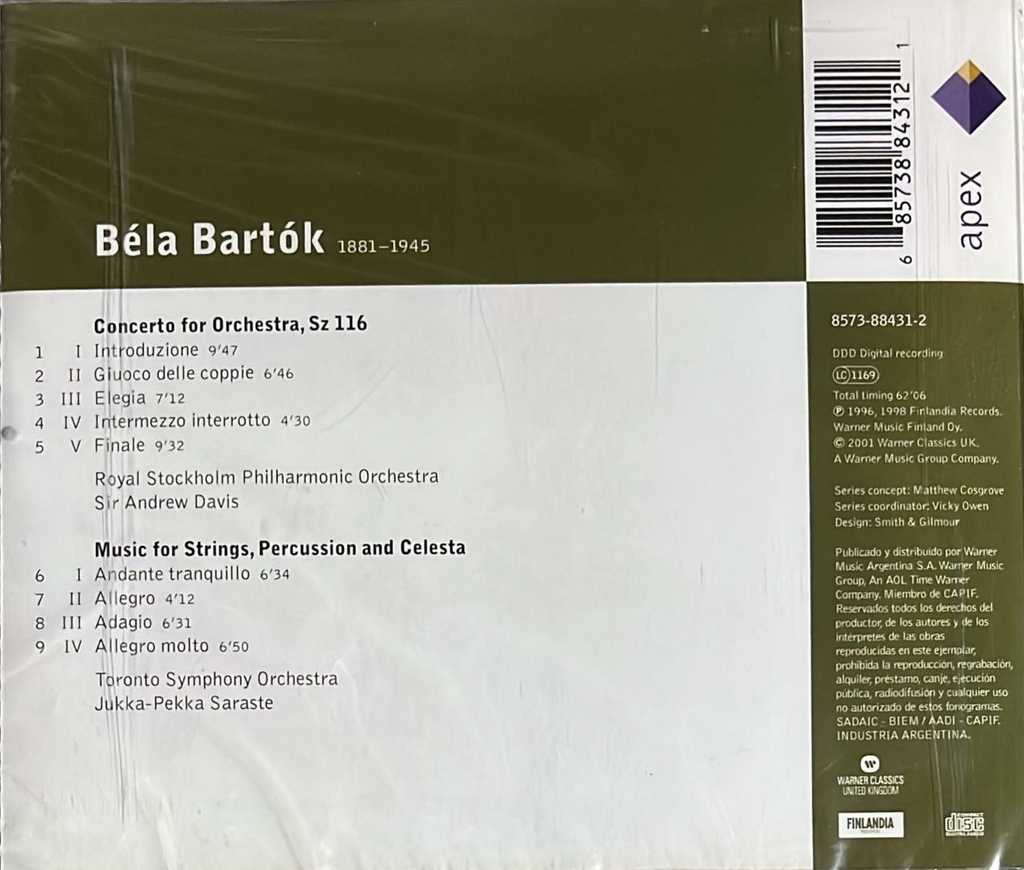 Béla Bartók 1881–1945
Concerto for Orchestra, Sz 116
1 I Introduzione 9'47
2 II Giuoco delle coppie 6'46
3 III Elegia 7'12
4 IV Intermezzo interrotto 4'30
5 V Finale 9'32
Royal Stockholm Philharmonic Orchestra
Sir Andrew Davis
Music for Strings, Percussion and Celesta
6 I Andante tranquillo 6'34
7 II Allegro 4'12
8 III Adagio 6'31
9 IV Allegro molto 6'50
Toronto Symphony Orchestra
Jukka-Pekka Saraste
6 85738 84312 1
apex
8573-88431-2
DDD Digital recording
LC 1169
Total timing 62'06
℗ 1996, 1998 Finlandia Records.
Warner Music Finland Oy.
© 2001 Warner Classics UK.
A Warner Music Group Company.
Series concept: Matthew Cosgrove
Series coordinator: Vicky Owen
Design: Smith & Gilmour
Publicado y distribuido por Warner
Music Argentina S.A. Warner Music
Group, An AOL Time Warner
Company. Miembro de CAPIF.
Reservados todos los derechos del
productor, de los autores y de los
intérpretes de las obras
reproducidas en este ejemplar,
prohibida la reproducción, regrabación,
alquiler, préstamo, canje, ejecución
pública, radiodifusión y cualquier uso
no autorizado de estos fonogramas.
SADAIC - BIEM / AADI - CAPIF.
INDUSTRIA ARGENTINA.
WARNER CLASSICS
UNITED KINGDOM
FINLANDIA
RECORDS
COMPACT
disc
DIGITAL AUDIO